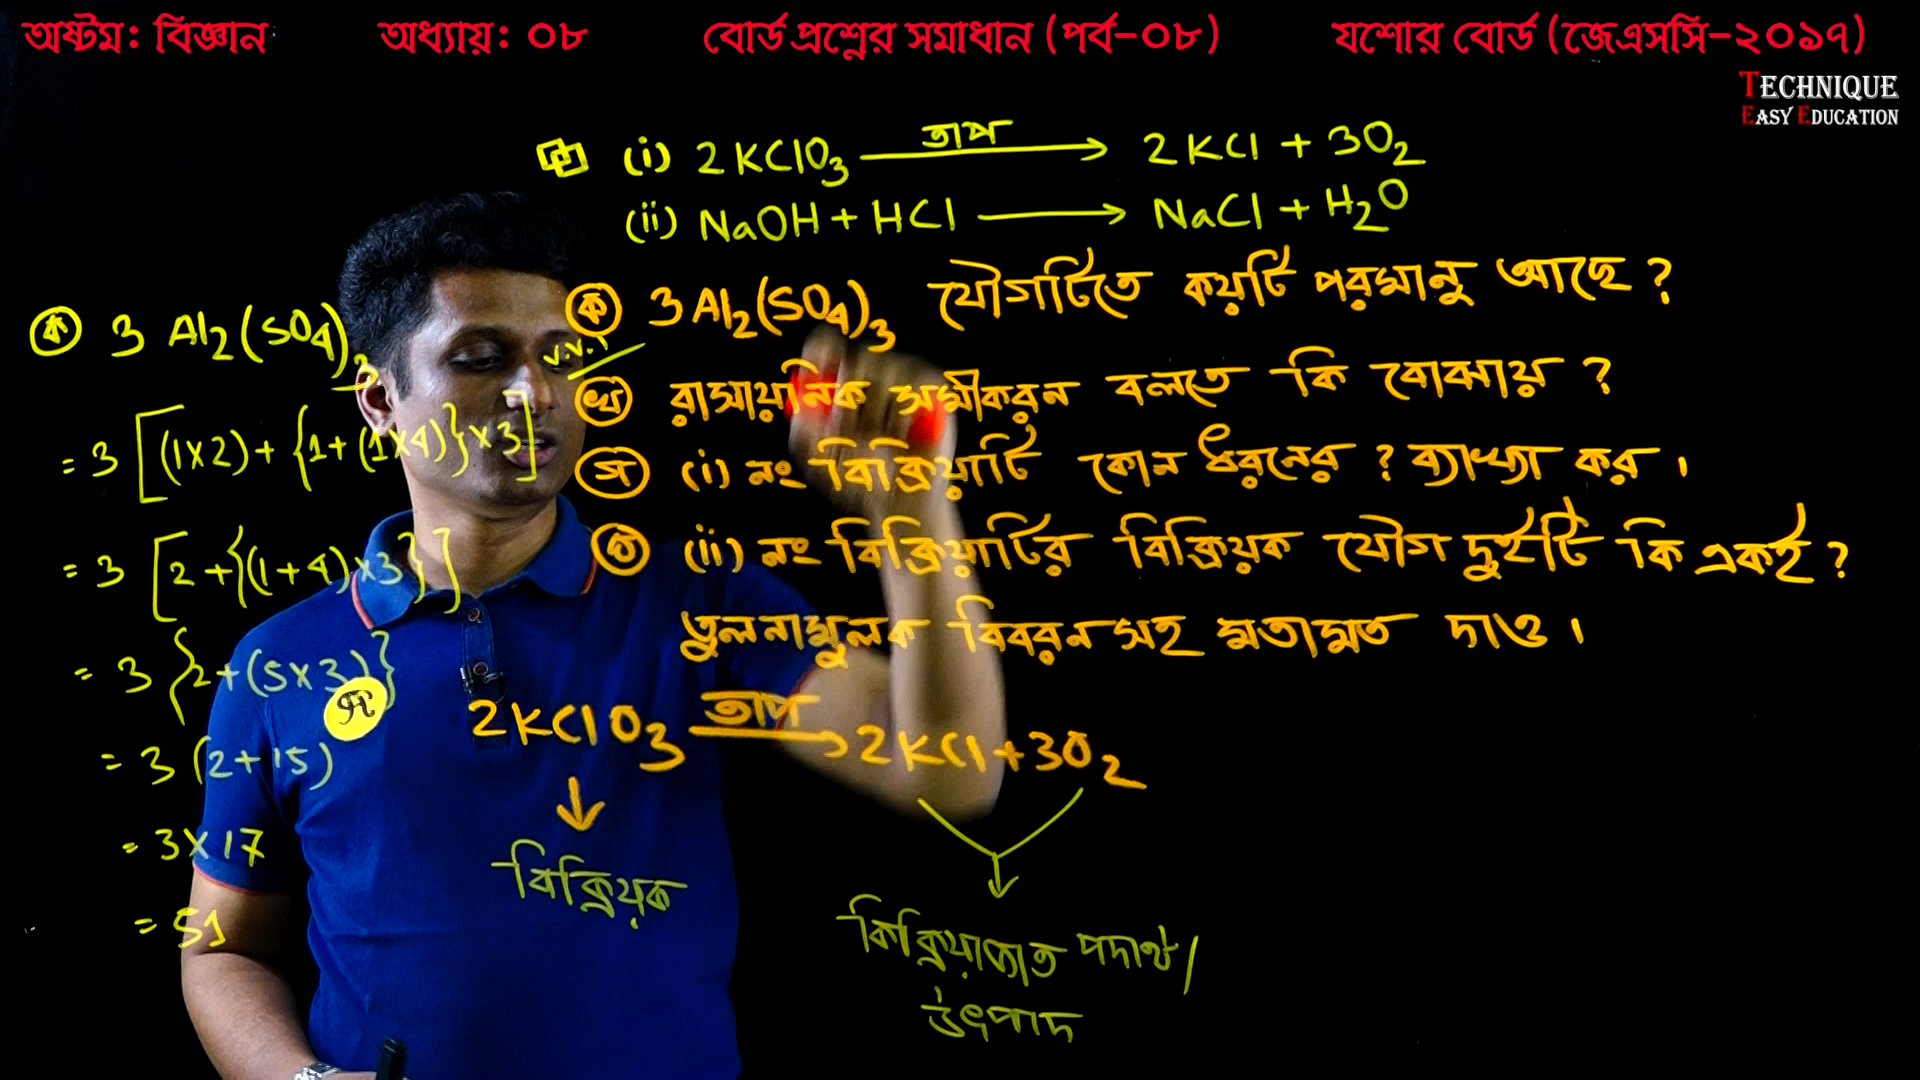 অষ্টম: বিজ্ঞান অধ্যায়: ০৮ বোর্ড প্রশ্নের সমাধান (পর্ব-০৮) যশোর বোর্ড (জেএসসি-২০১৭)
TECHNIQUE
EASY EDUCATION
(i) 2KClO₃ —তাপ→ 2KCl + 3O₂
(ii) NaOH + HCl ⟶ NaCl + H₂O
ক 3Al₂(SO₄)₃ যৌগটিতে কয়টি পরমানু আছে ?
v.v.i
খ রাসায়নিক সমীকরন বলতে কি বোঝায় ?
গ (i) নং বিক্রিয়াটি কোন ধরনের ? ব্যাখ্যা কর ।
ঘ (ii) নং বিক্রিয়াটির বিক্রিয়ক যৌগ দুইটি কি একই ?
তুলনামুলক বিবরনসহ মতামত দাও ।
ক 3 Al₂(SO₄)₃
= 3 [(1×2) + {1+(1×4)}×3]
= 3 [2 + {(1+4)×3}]
= 3 {2+(5×3)}
= 3 (2+15)
= 3×17
= 51
গ 2KClO₃ —তাপ→ 2KCl + 3O₂
↓
বিক্রিয়ক
বিক্রিয়াজাত পদার্থ/
উৎপাদ